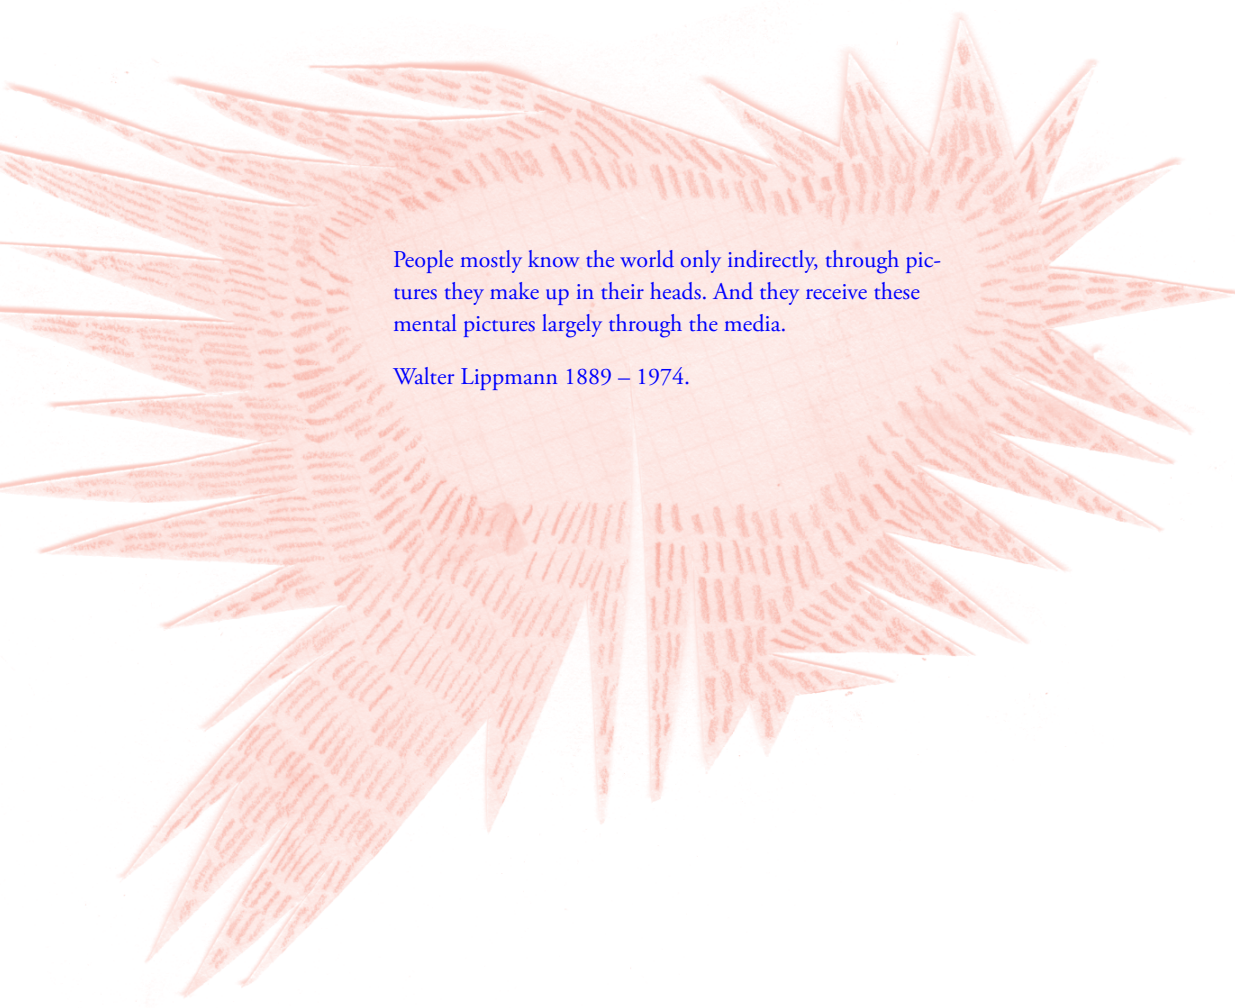 People mostly know the world only indirectly, through pic-
tures they make up in their heads. And they receive these
mental pictures largely through the media.
Walter Lippmann 1889 – 1974.